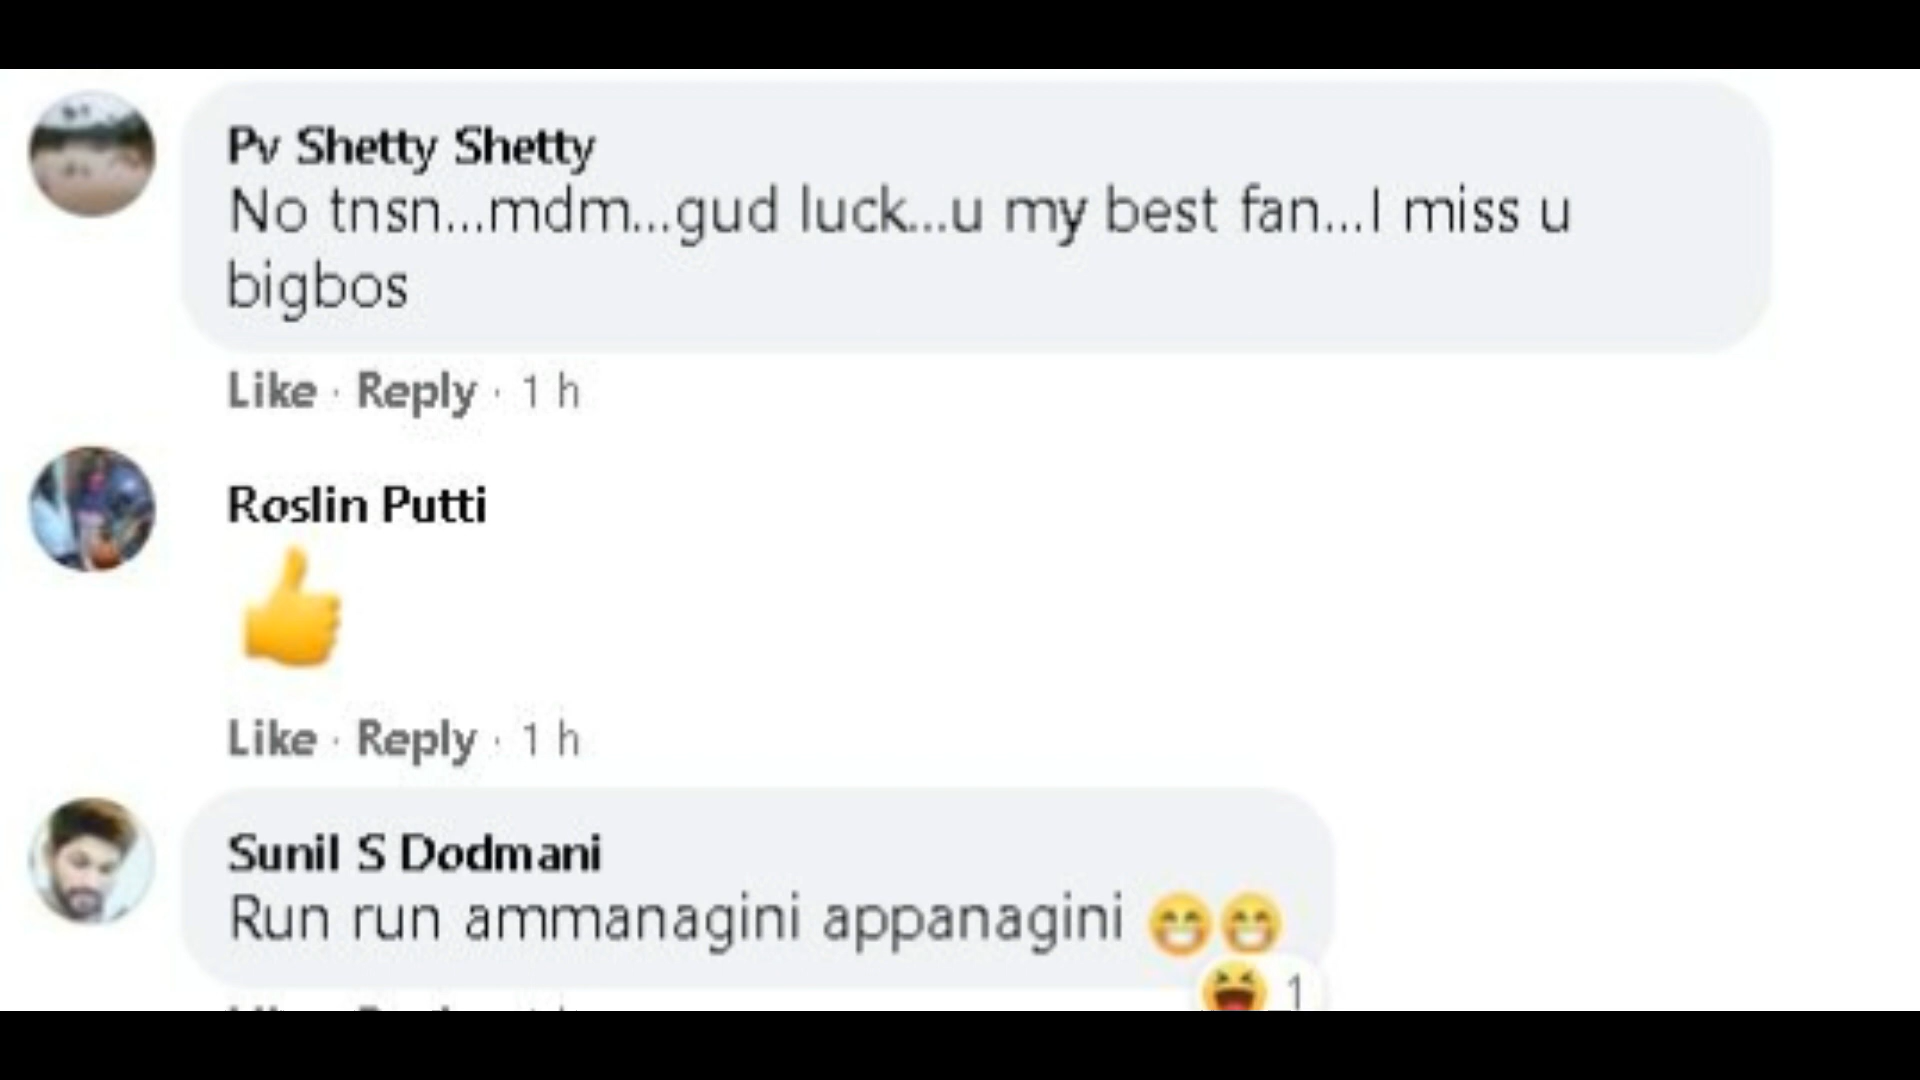 Pv Shetty Shetty
No tnsn...mdm...gud luck...u my best fan...I miss u
bigbos
Like · Reply · 1 h
Roslin Putti
👍
Like · Reply · 1 h
Sunil S Dodmani
Run run ammanagini appanagini 😁😁
😆 1